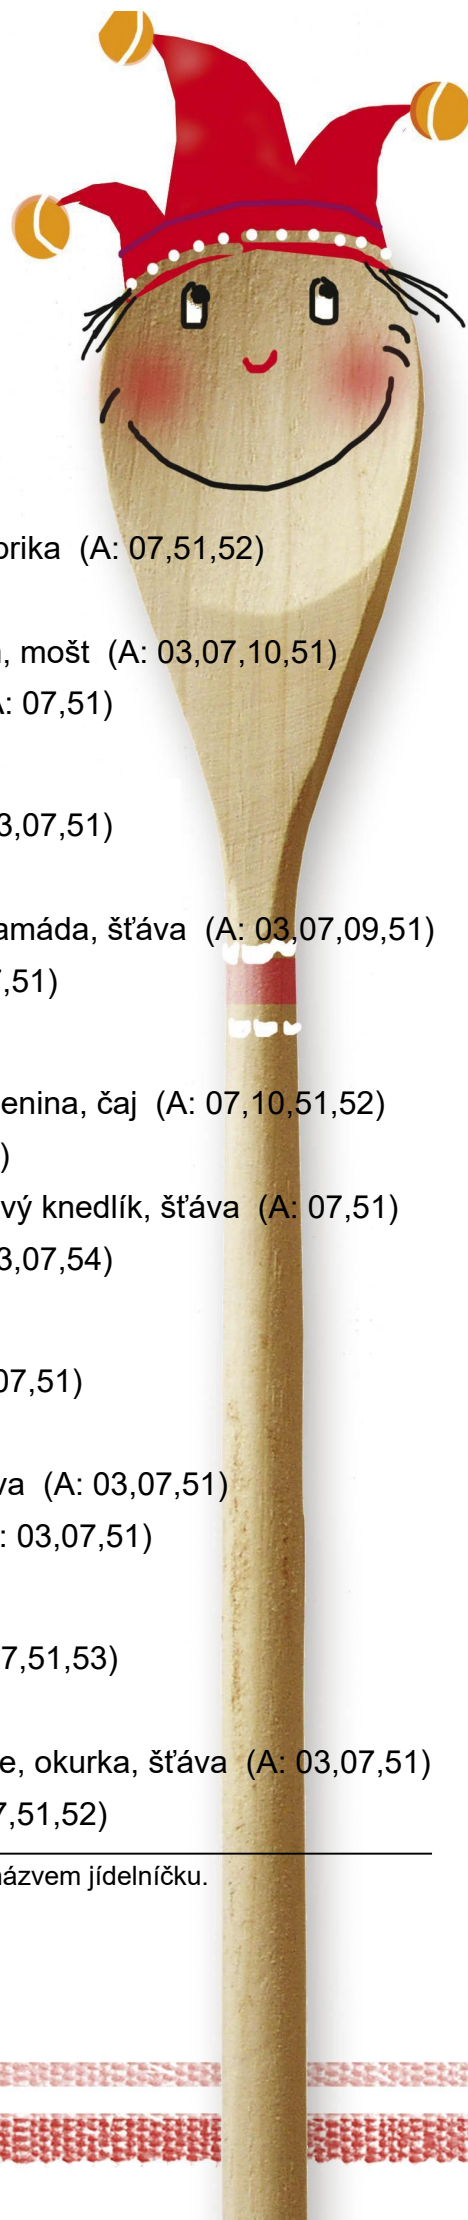 prika (A: 07,51,52)
, mošt (A: 03,07,10,51)
: 07,51)
3,07,51)
amáda, šťáva (A: 03,07,09,51)
,51)
enina, čaj (A: 07,10,51,52)
)
vý knedlík, šťáva (A: 07,51)
3,07,54)
07,51)
va (A: 03,07,51)
: 03,07,51)
7,51,53)
e, okurka, šťáva (A: 03,07,51)
7,51,52)
názvem jídelníčku.